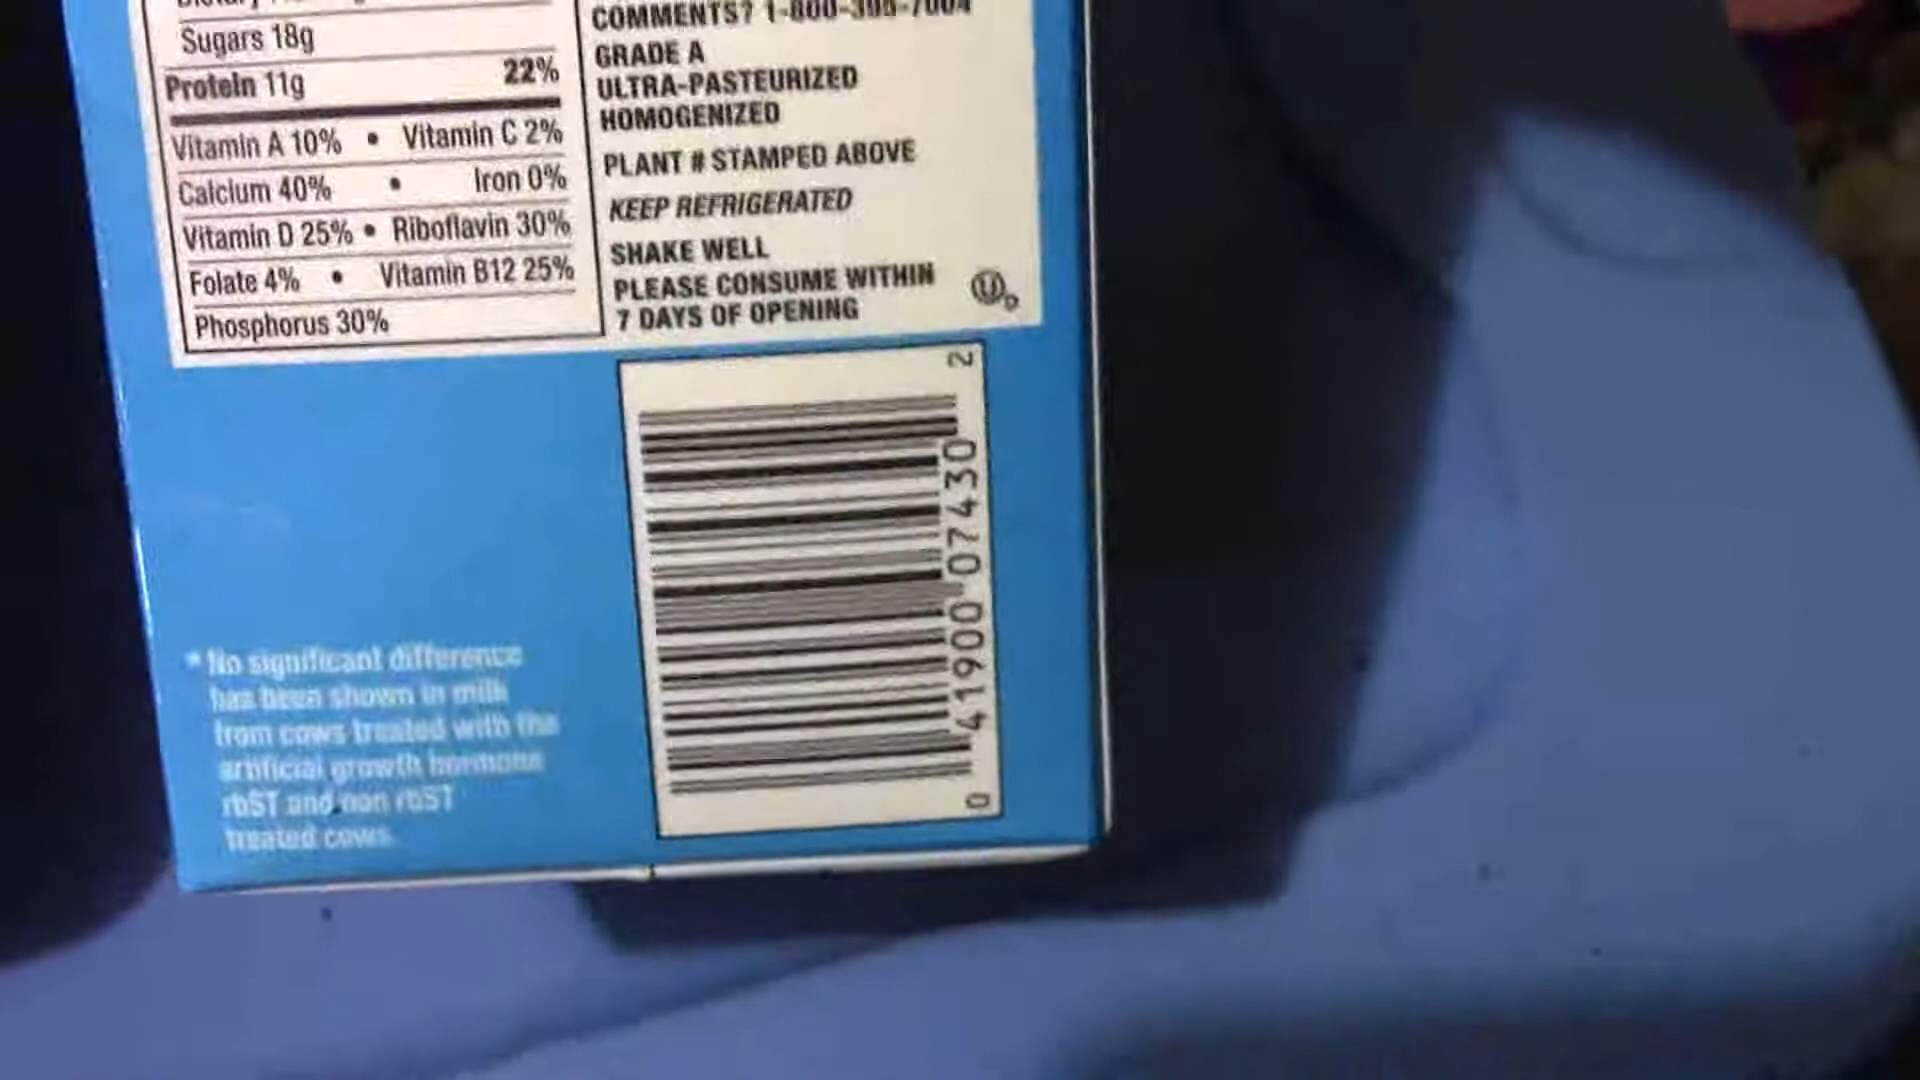 Sugars 18g
Protein 11g 22%
Vitamin A 10% • Vitamin C 2%
Calcium 40% • Iron 0%
Vitamin D 25% • Riboflavin 30%
Folate 4% • Vitamin B12 25%
Phosphorus 30%
COMMENTS? 1-800-395-7004
GRADE A
ULTRA-PASTEURIZED
HOMOGENIZED
PLANT # STAMPED ABOVE
KEEP REFRIGERATED
SHAKE WELL
PLEASE CONSUME WITHIN
7 DAYS OF OPENING
U D
0 41900 07430 2
* No significant difference
has been shown in milk
from cows treated with the
artificial growth hormone
rbST and non rbST
treated cows.